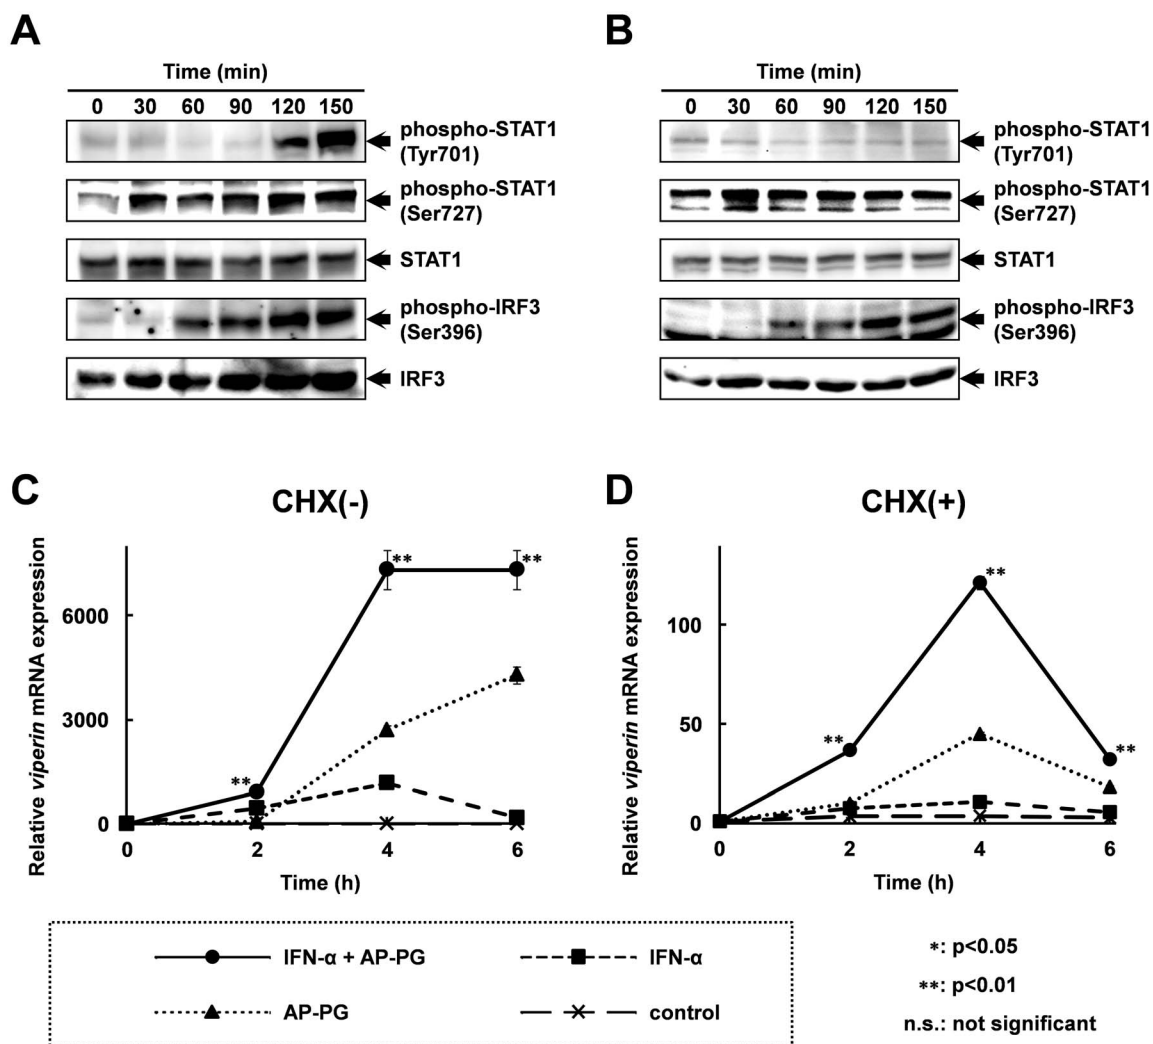 A
Time (min)
0 30 60 90 120 150
phospho-STAT1
(Tyr701)
phospho-STAT1
(Ser727)
STAT1
phospho-IRF3
(Ser396)
IRF3
B
Time (min)
0 30 60 90 120 150
phospho-STAT1
(Tyr701)
phospho-STAT1
(Ser727)
STAT1
phospho-IRF3
(Ser396)
IRF3
C
CHX(-)
Relative viperin mRNA expression
6000
3000
0
**
**
**
0 2 4 6
Time (h)
D
CHX(+)
Relative viperin mRNA expression
100
50
0
**
**
**
0 2 4 6
Time (h)
IFN-α + AP-PG
IFN-α
AP-PG
control
*: p<0.05
**: p<0.01
n.s.: not significant